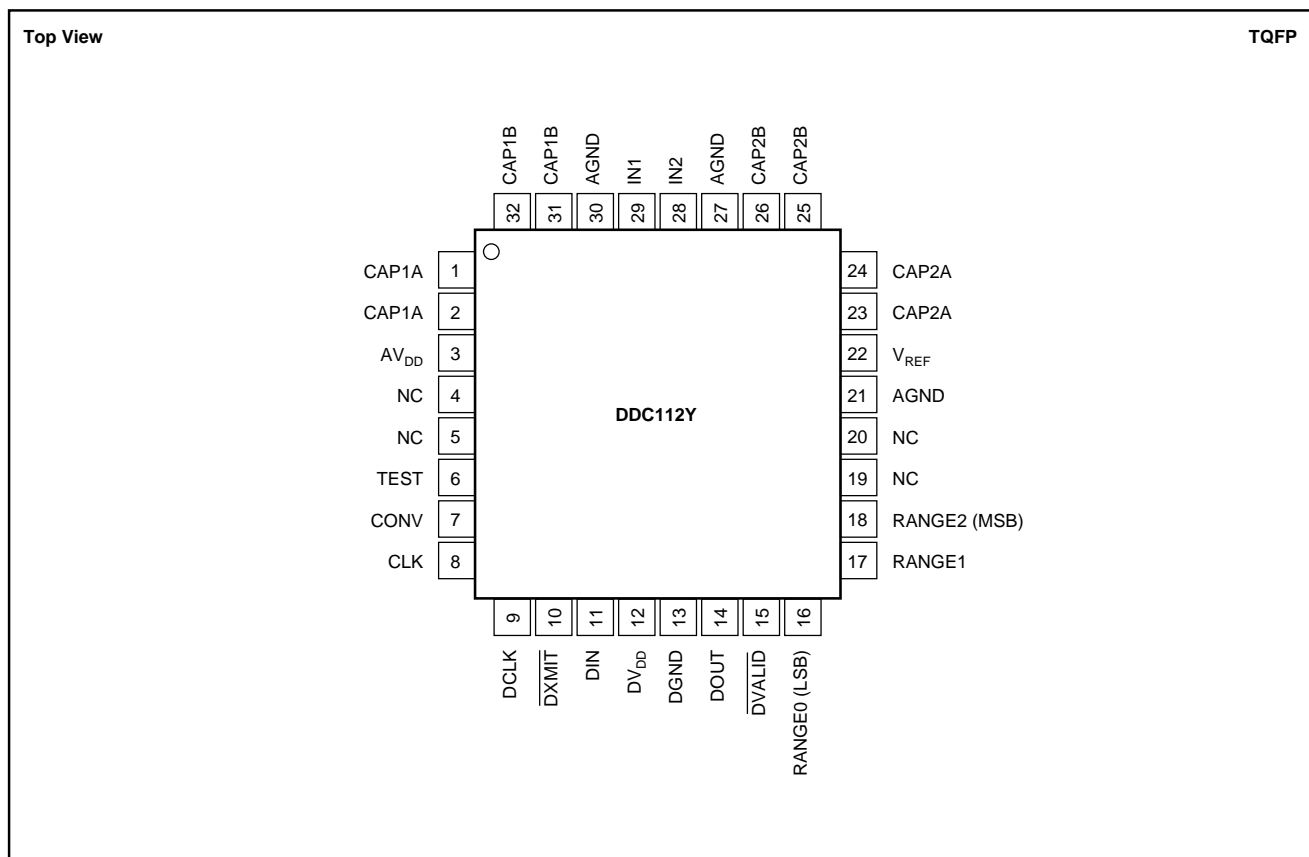 Top View TQFP
CAP1B CAP1B AGND IN1 IN2 AGND CAP2B CAP2B
32 31 30 29 28 27 26 25
CAP1A 1 24 CAP2A
CAP1A 2 23 CAP2A
AVDD 3 22 VREF
NC 4 21 AGND
DDC112Y
NC 5 20 NC
TEST 6 19 NC
CONV 7 18 RANGE2 (MSB)
CLK 8 17 RANGE1
9 10 11 12 13 14 15 16
DCLK DXMIT DIN DVDD DGND DOUT DVALID RANGE0 (LSB)